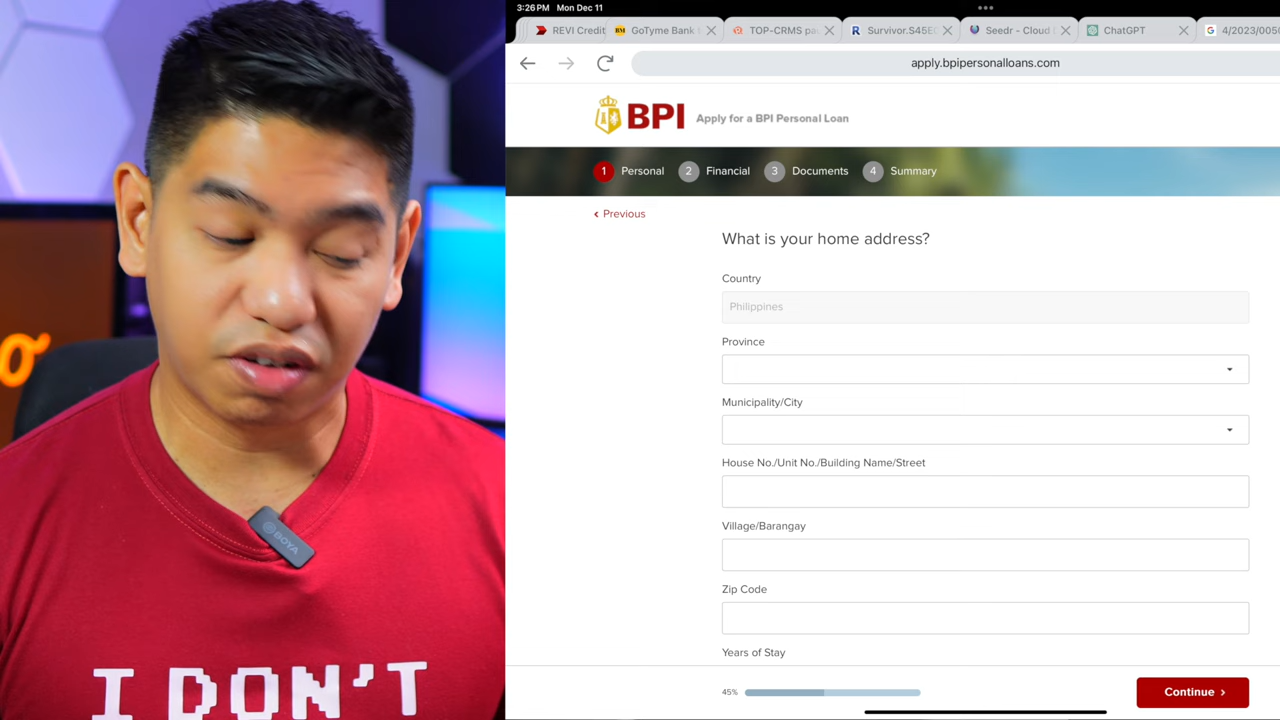 3:26 PM Mon Dec 11
REVI Credit
GoTyme Bank
TOP-CRMS pa
Survivor.S45E
Seedr - Cloud
ChatGPT
4/2023/005
apply.bpipersonalloans.com
BPI Apply for a BPI Personal Loan
1 Personal 2 Financial 3 Documents 4 Summary
Previous
What is your home address?
Country
Philippines
Province
Municipality/City
House No./Unit No./Building Name/Street
Village/Barangay
Zip Code
Years of Stay
45%
Continue
BOYA
I DON'T